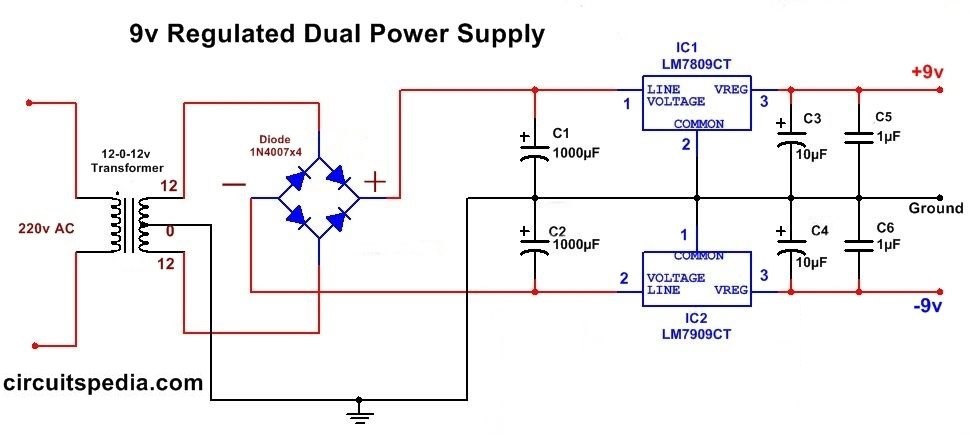 9v Regulated Dual Power Supply
IC1
LM7809CT
+9v
LINE
VOLTAGE
VREG
COMMON
1
3
2
C1
1000µF
+
C3
10µF
+
C5
1µF
Diode
1N4007x4
12-0-12v
Transformer
12
0
12
220v AC
−
+
Ground
C2
1000µF
+
C4
10µF
+
C6
1µF
1
COMMON
2
VOLTAGE
LINE
VREG
3
IC2
LM7909CT
-9v
circuitspedia.com